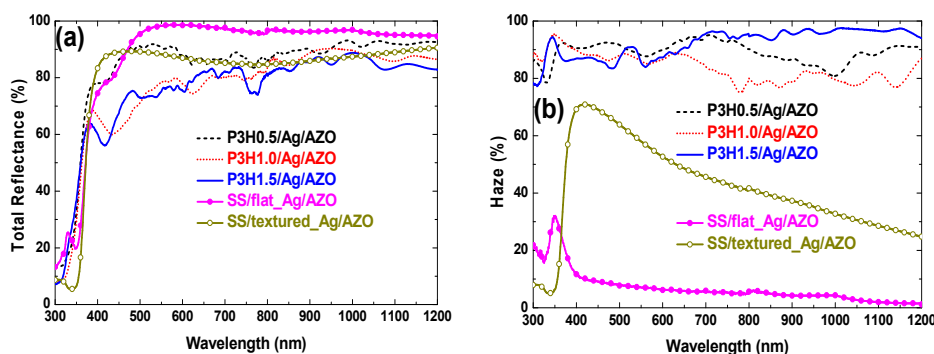 (a)
Total Reflectance (%)
100
80
60
40
20
0
P3H0.5/Ag/AZO
P3H1.0/Ag/AZO
P3H1.5/Ag/AZO
SS/flat_Ag/AZO
SS/textured_Ag/AZO
300 400 500 600 700 800 900 1000 1100 1200
Wavelength (nm)
(b)
Haze (%)
100
80
60
40
20
0
P3H0.5/Ag/AZO
P3H1.0/Ag/AZO
P3H1.5/Ag/AZO
SS/flat_Ag/AZO
SS/textured_Ag/AZO
300 400 500 600 700 800 900 1000 1100 1200
Wavelength (nm)